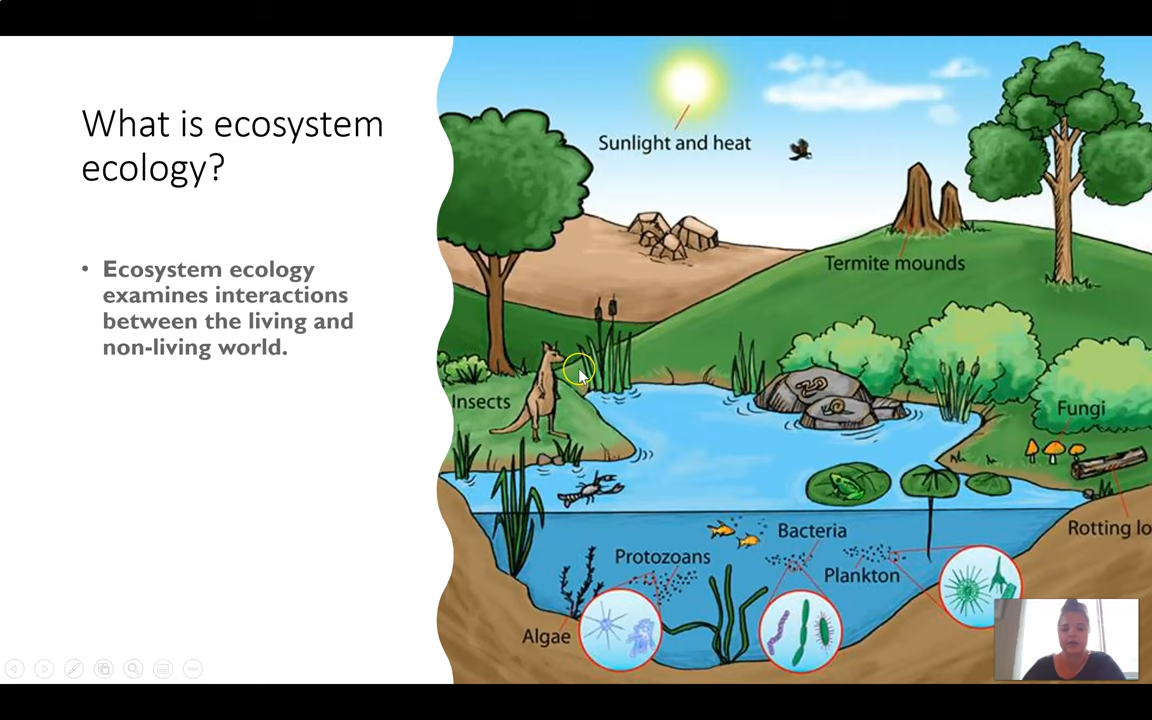 What is ecosystem
ecology?
• Ecosystem ecology
examines interactions
between the living and
non-living world.
Sunlight and heat
Termite mounds
Insects
Fungi
Rotting lo
Bacteria
Protozoans
Plankton
Algae